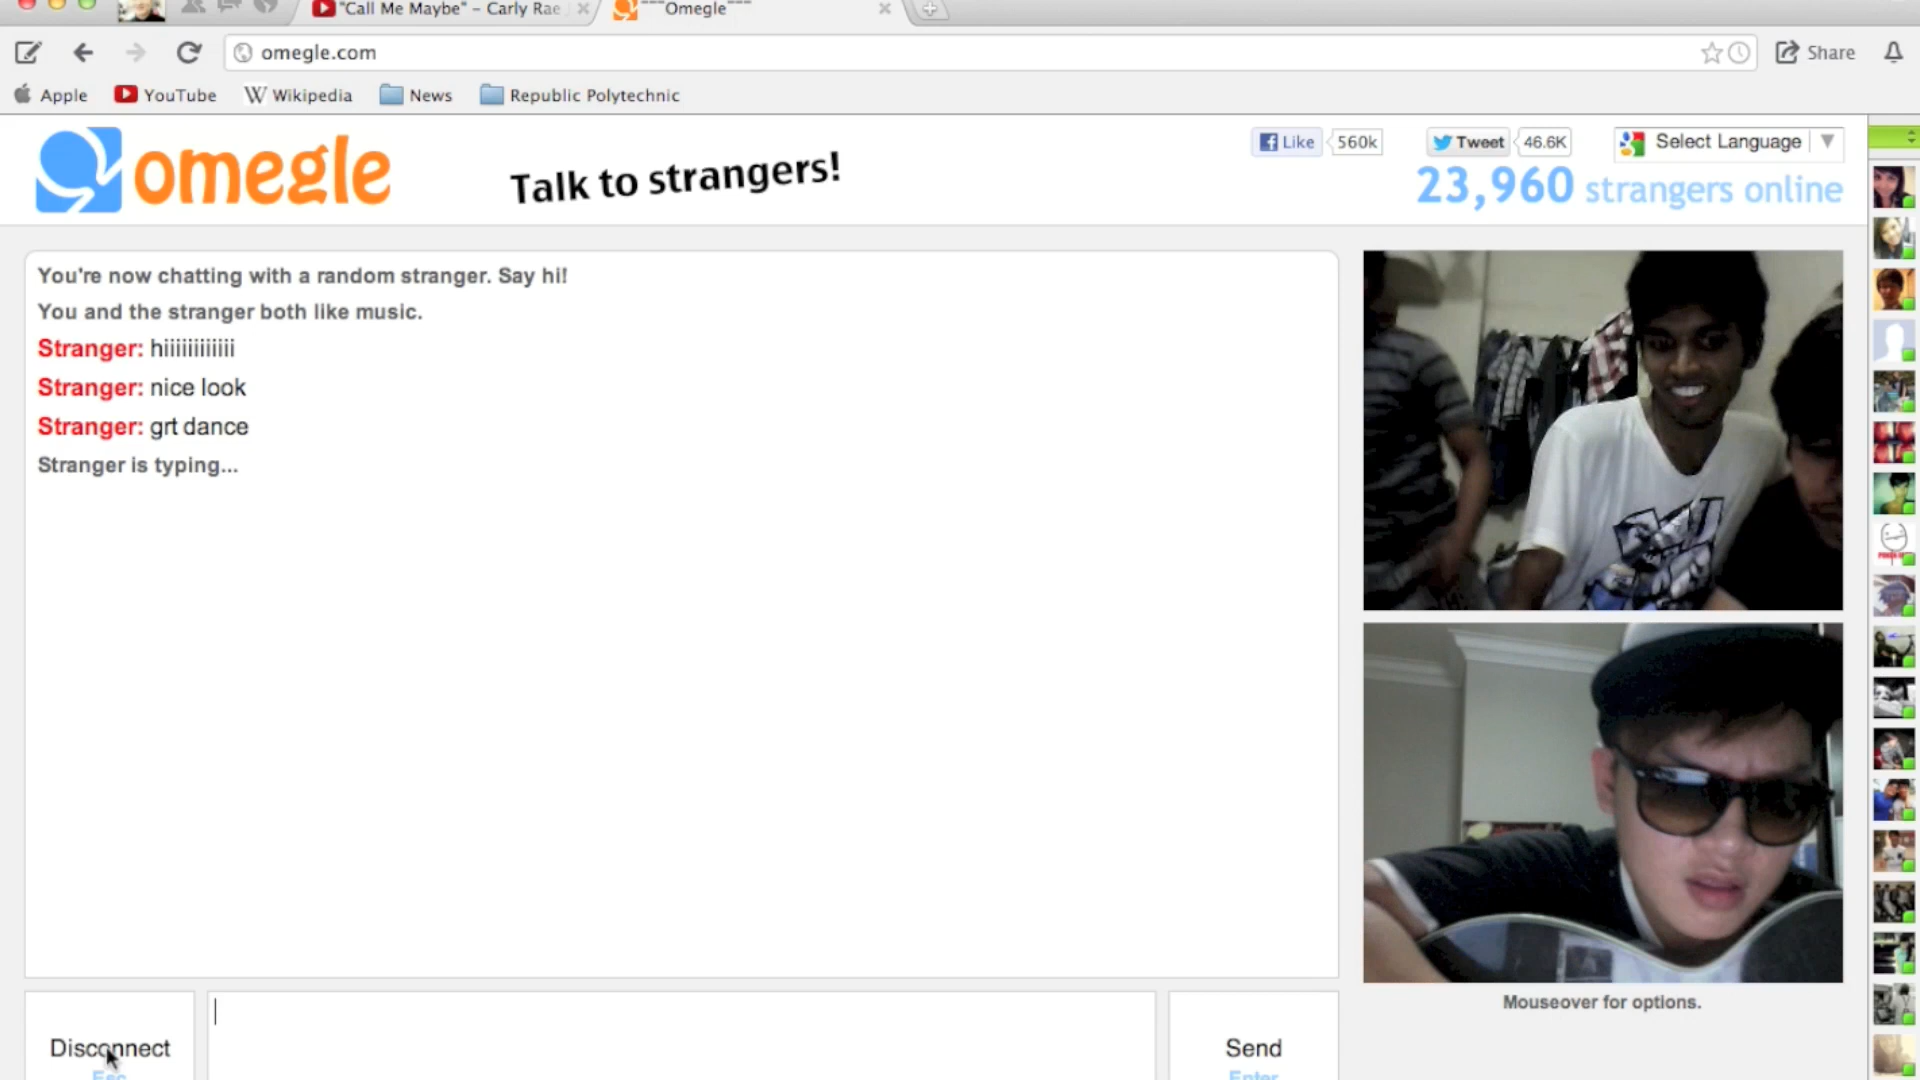 "Call Me Maybe" – Carly Rae
Omegle
omegle.com
Share
Apple
YouTube
Wikipedia
News
Republic Polytechnic
omegle
Talk to strangers!
Like
560k
Tweet
46.6K
Select Language
23,960 strangers online
You're now chatting with a random stranger. Say hi!
You and the stranger both like music.
Stranger: hiiiiiiiiiiii
Stranger: nice look
Stranger: grt dance
Stranger is typing...
Mouseover for options.
Disconnect
Esc
Send
Enter